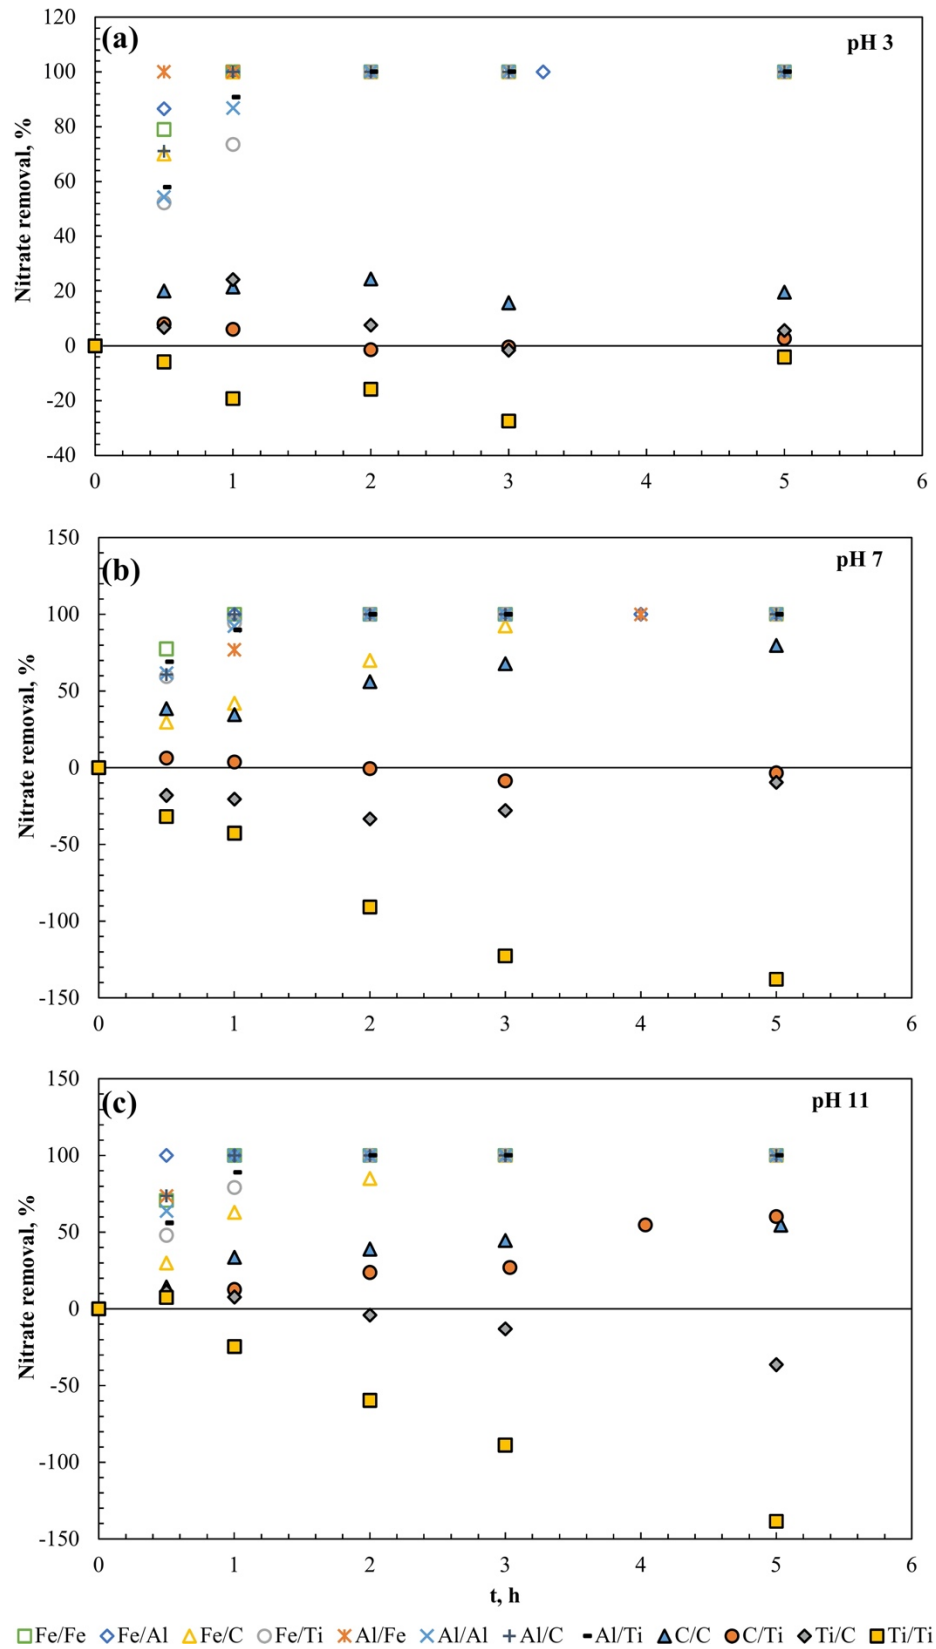 (a)
pH 3
Nitrate removal, %
120
100
80
60
40
20
0
-20
-40
0 1 2 3 4 5 6
(b)
pH 7
Nitrate removal, %
150
100
50
0
-50
-100
-150
0 1 2 3 4 5 6
(c)
pH 11
Nitrate removal, %
150
100
50
0
-50
-100
-150
0 1 2 3 4 5 6
t, h
Fe/Fe Fe/Al Fe/C Fe/Ti Al/Fe Al/Al Al/C Al/Ti C/C C/Ti Ti/C Ti/Ti